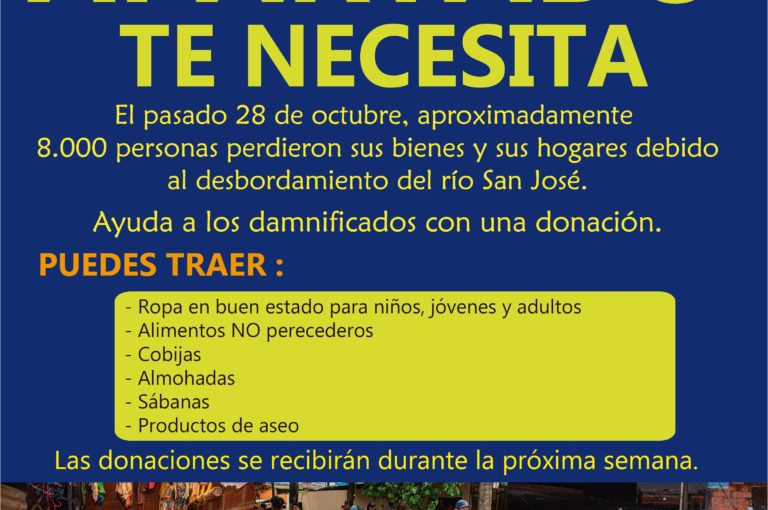 TE NECESITA
El pasado 28 de octubre, aproximadamente
8.000 personas perdieron sus bienes y sus hogares debido
al desbordamiento del río San José.
Ayuda a los damnificados con una donación.
PUEDES TRAER :
- Ropa en buen estado para niños, jóvenes y adultos
- Alimentos NO perecederos
- Cobijas
- Almohadas
- Sábanas
- Productos de aseo
Las donaciones se recibirán durante la próxima semana.